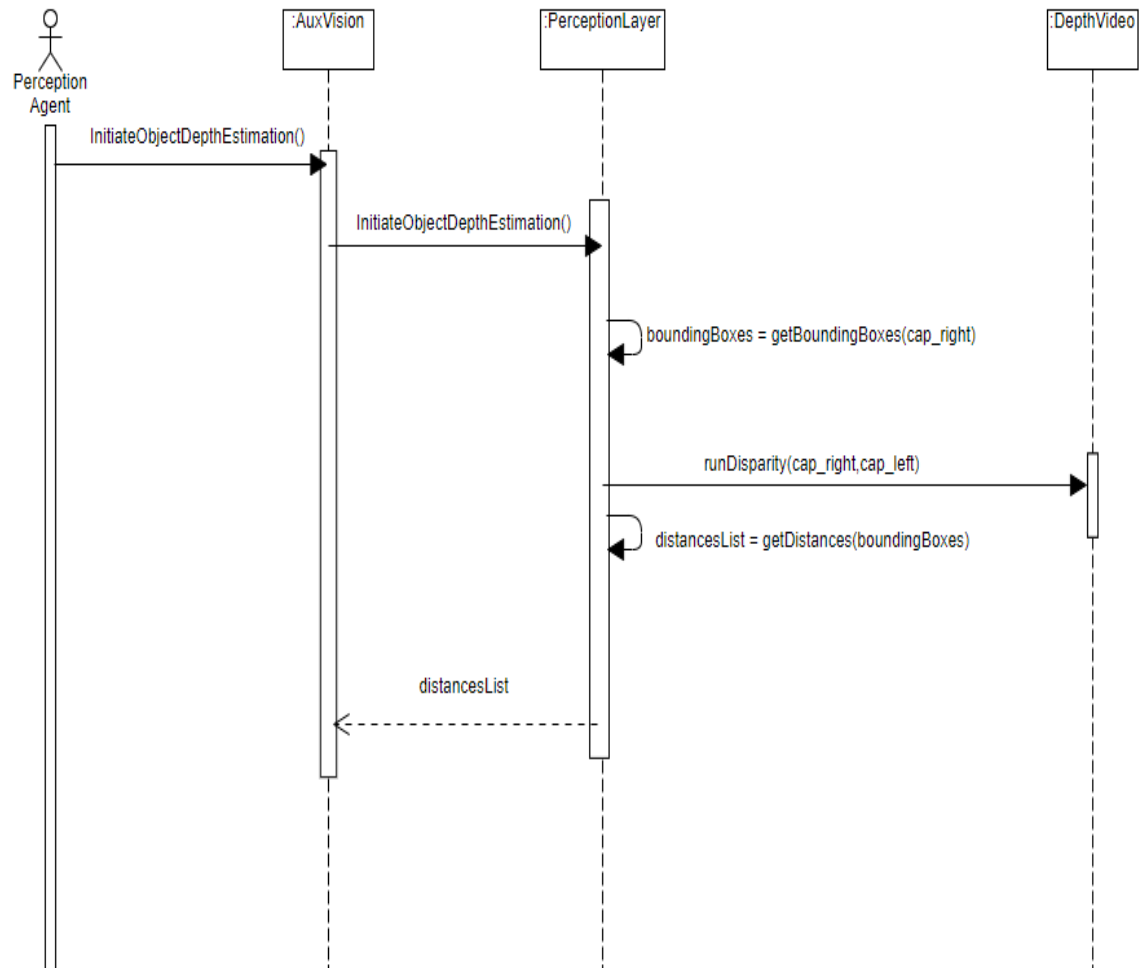 :AuxVision
:PerceptionLayer
:DepthVideo
Perception
Agent
InitiateObjectDepthEstimation()
InitiateObjectDepthEstimation()
boundingBoxes = getBoundingBoxes(cap_right)
runDisparity(cap_right,cap_left)
distancesList = getDistances(boundingBoxes)
distancesList